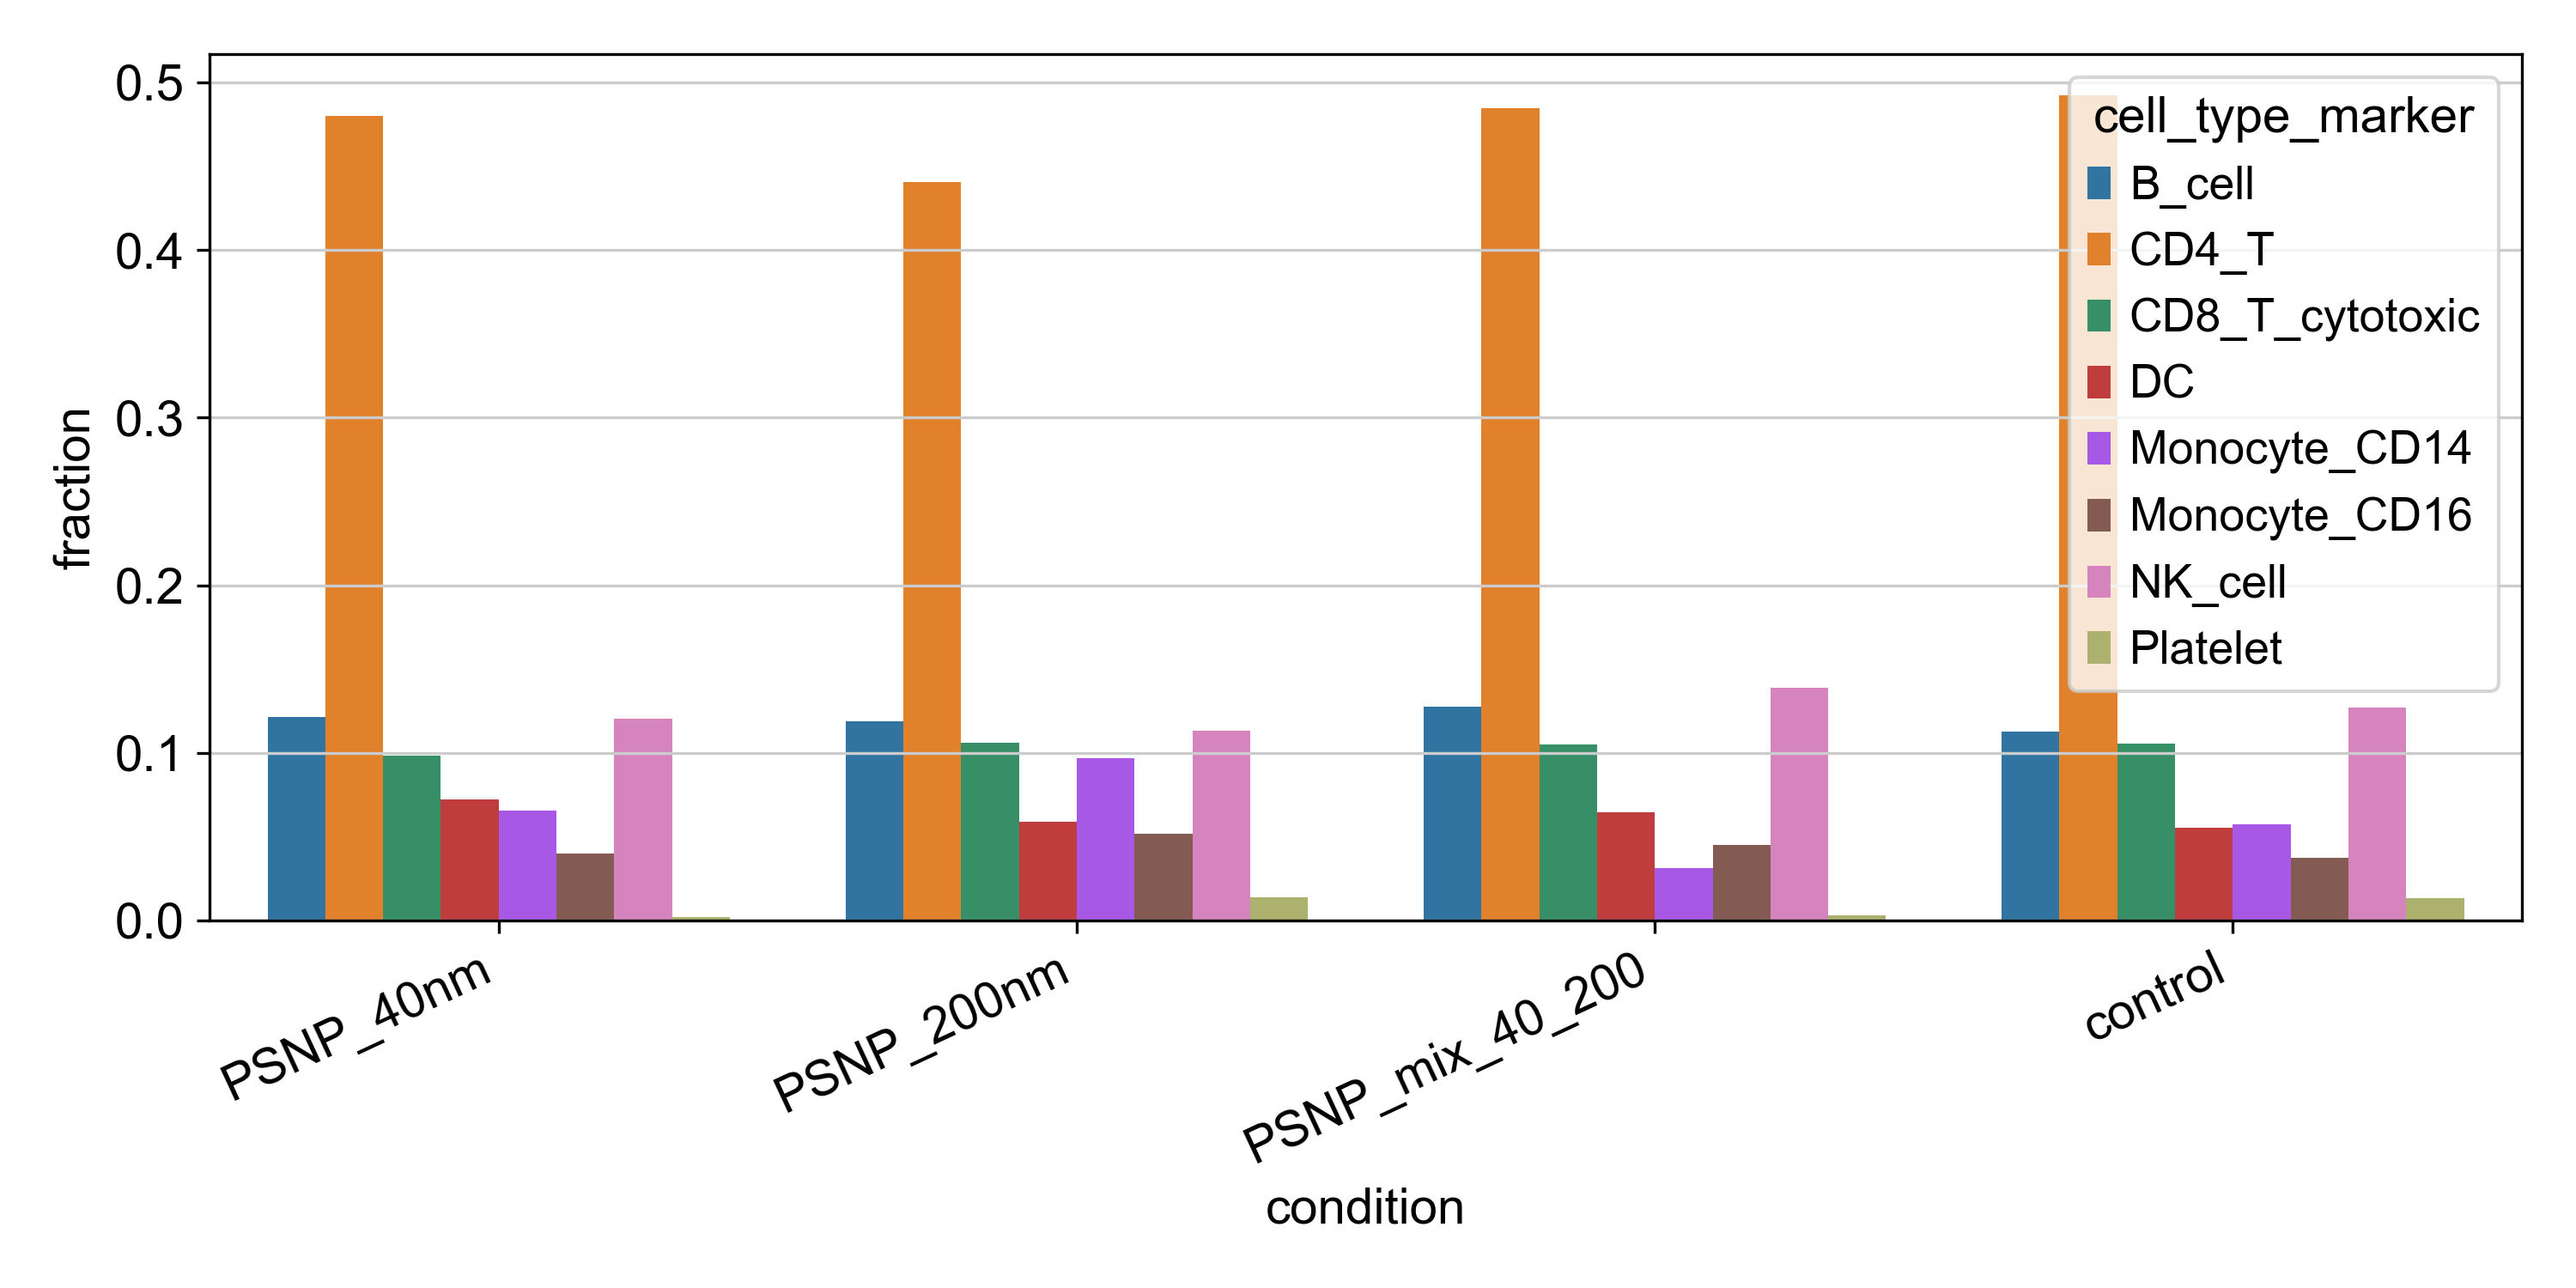 0.5
0.4
0.3
0.2
0.1
0.0
fraction
cell_type_marker
B_cell
CD4_T
CD8_T_cytotoxic
DC
Monocyte_CD14
Monocyte_CD16
NK_cell
Platelet
PSNP_40nm
PSNP_200nm
PSNP_mix_40_200
control
condition